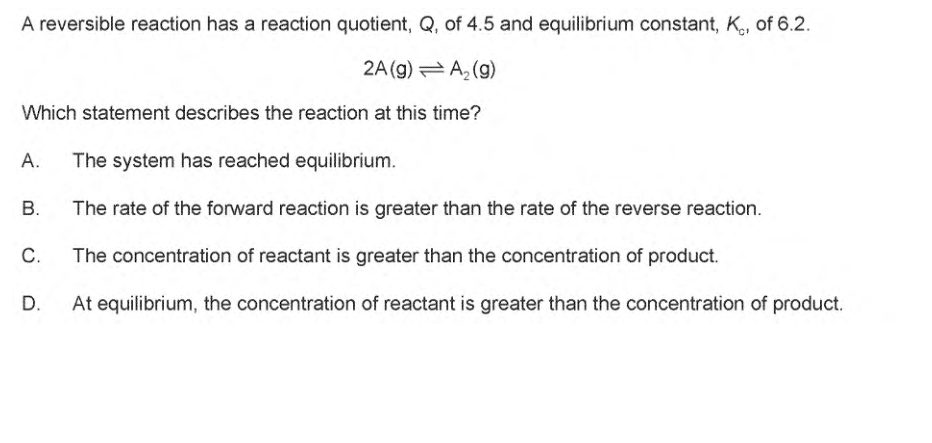 A reversible reaction has a reaction quotient, Q, of 4.5 and equilibrium constant, K꜀, of 6.2.
2A(g) ⇌ A₂(g)
Which statement describes the reaction at this time?
A. The system has reached equilibrium.
B. The rate of the forward reaction is greater than the rate of the reverse reaction.
C. The concentration of reactant is greater than the concentration of product.
D. At equilibrium, the concentration of reactant is greater than the concentration of product.